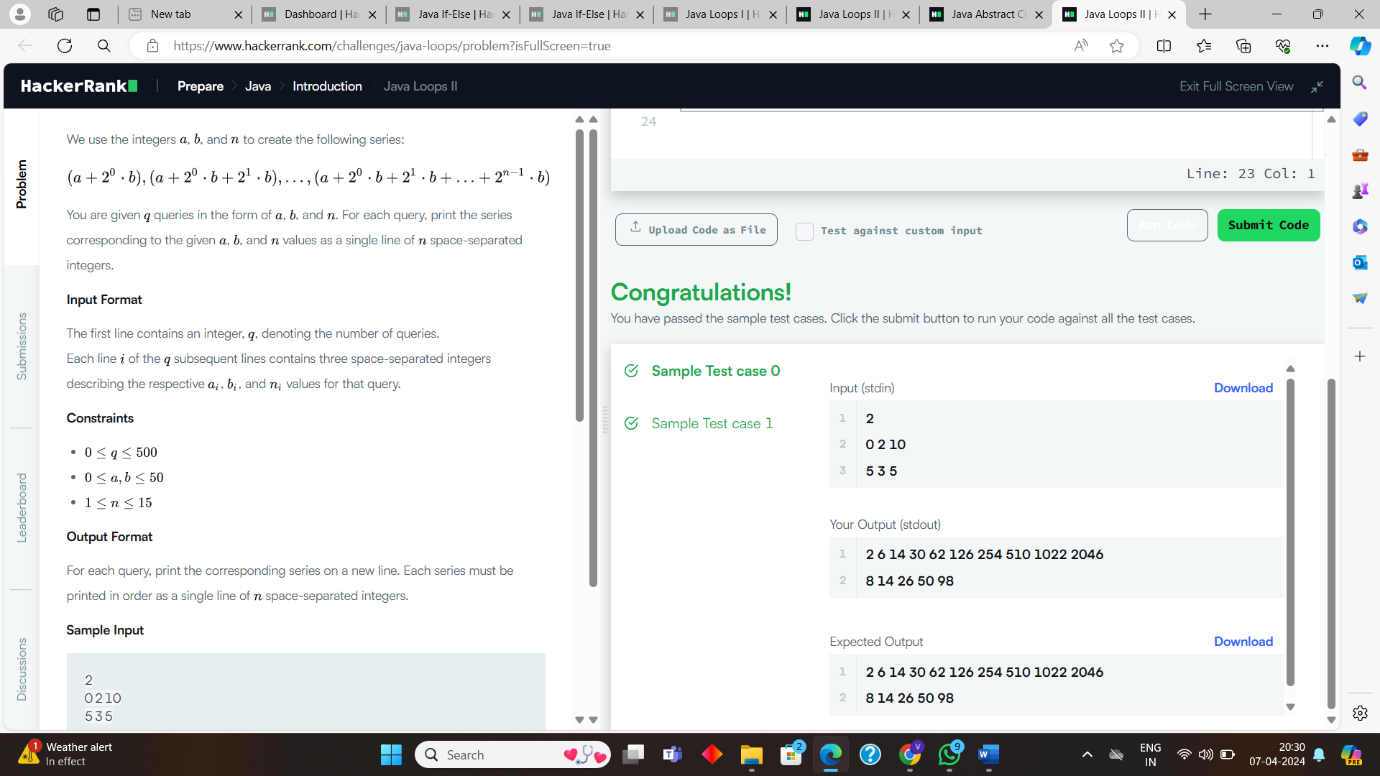 New tab
Dashboard | Ha
Java If-Else | Ha
Java If-Else | Ha
Java Loops I | H
Java Loops II | H
Java Abstract C
Java Loops II | H
https://www.hackerrank.com/challenges/java-loops/problem?isFullScreen=true
HackerRank
Prepare > Java > Introduction > Java Loops II
Exit Full Screen View
Problem
Submissions
Leaderboard
Discussions
We use the integers a, b, and n to create the following series:
(a + 2⁰ · b), (a + 2⁰ · b + 2¹ · b), . . . , (a + 2⁰ · b + 2¹ · b + . . . + 2ⁿ⁻¹ · b)
You are given q queries in the form of a, b, and n. For each query, print the series
corresponding to the given a, b, and n values as a single line of n space-separated
integers.
Input Format
The first line contains an integer, q, denoting the number of queries.
Each line i of the q subsequent lines contains three space-separated integers
describing the respective aᵢ, bᵢ, and nᵢ values for that query.
Constraints
• 0 ≤ q ≤ 500
• 0 ≤ a, b ≤ 50
• 1 ≤ n ≤ 15
Output Format
For each query, print the corresponding series on a new line. Each series must be
printed in order as a single line of n space-separated integers.
Sample Input
2
0 2 10
5 3 5
24
Line: 23 Col: 1
Upload Code as File
Test against custom input
Run Code
Submit Code
Congratulations!
You have passed the sample test cases. Click the submit button to run your code against all the test cases.
Sample Test case 0
Sample Test case 1
Input (stdin)
Download
1 2
2 0 2 10
3 5 3 5
Your Output (stdout)
1 2 6 14 30 62 126 254 510 1022 2046
2 8 14 26 50 98
Expected Output
Download
1 2 6 14 30 62 126 254 510 1022 2046
2 8 14 26 50 98
1
Weather alert
In effect
Search
2
V
9
ENG
IN
20:30
07-04-2024
PRE